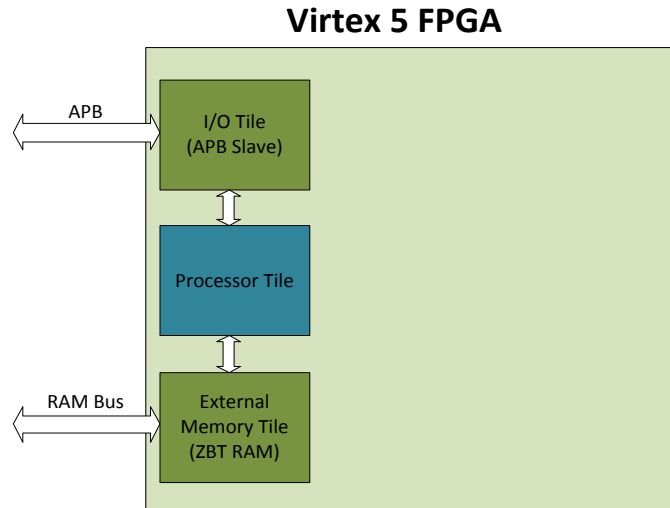 Virtex 5 FPGA
APB
I/O Tile
(APB Slave)
Processor Tile
RAM Bus
External
Memory Tile
(ZBT RAM)